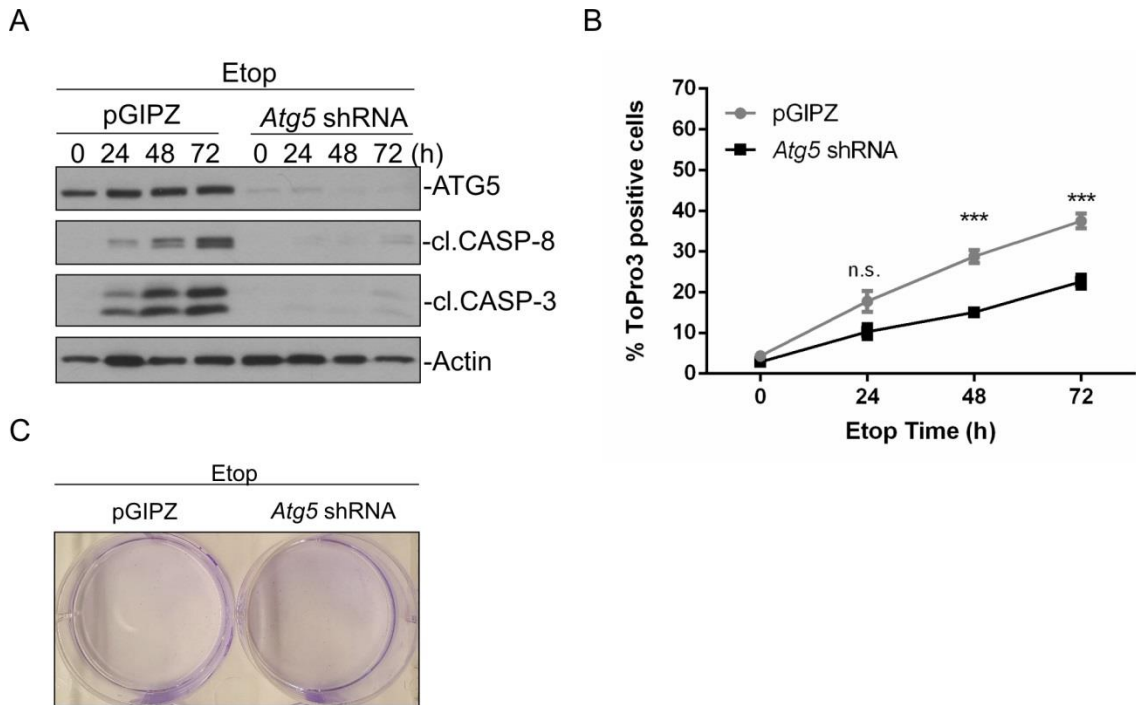 A
Etop
pGIPZ Atg5 shRNA
0 24 48 72 0 24 48 72 (h)
-ATG5
-cl.CASP-8
-cl.CASP-3
-Actin
B
70
60
50
40
30
20
10
0
% ToPro3 positive cells
pGIPZ
Atg5 shRNA
n.s.
***
***
0 24 48 72
Etop Time (h)
C
Etop
pGIPZ Atg5 shRNA